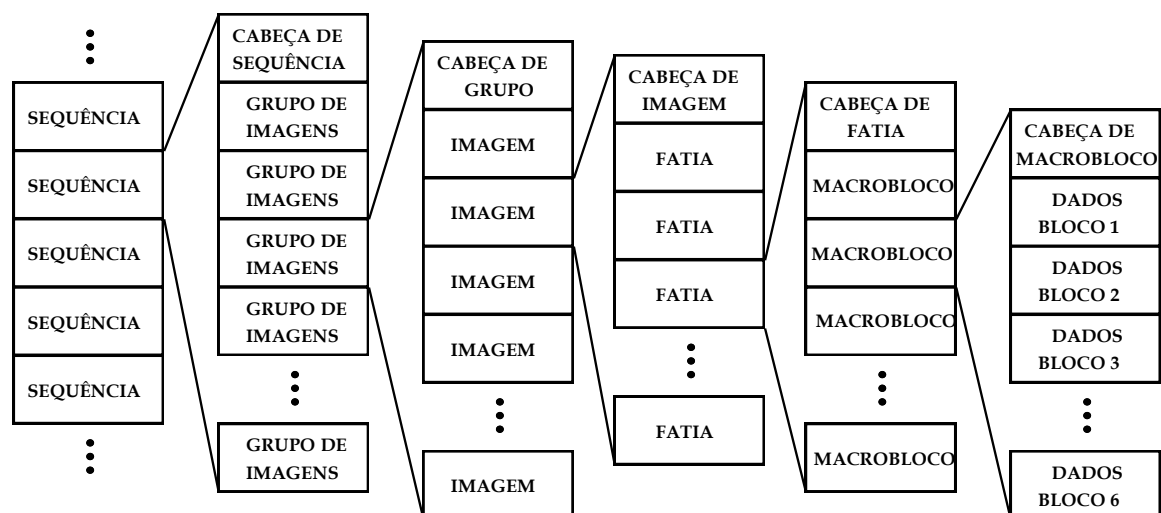 SEQUÊNCIA
SEQUÊNCIA
SEQUÊNCIA
SEQUÊNCIA
SEQUÊNCIA
CABEÇA DE
SEQUÊNCIA
GRUPO DE
IMAGENS
GRUPO DE
IMAGENS
GRUPO DE
IMAGENS
GRUPO DE
IMAGENS
GRUPO DE
IMAGENS
CABEÇA DE
GRUPO
IMAGEM
IMAGEM
IMAGEM
IMAGEM
IMAGEM
CABEÇA DE
IMAGEM
FATIA
FATIA
FATIA
FATIA
CABEÇA DE
FATIA
MACROBLOCO
MACROBLOCO
MACROBLOCO
MACROBLOCO
CABEÇA DE
MACROBLOCO
DADOS
BLOCO 1
DADOS
BLOCO 2
DADOS
BLOCO 3
DADOS
BLOCO 6